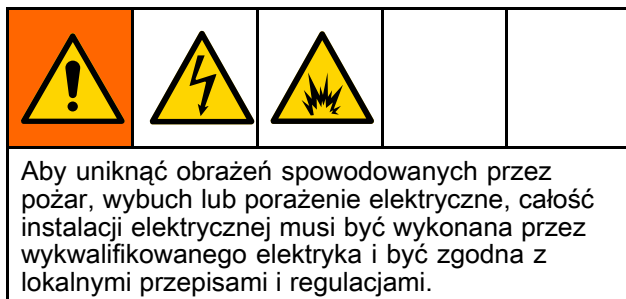 Aby uniknąć obrażeń spowodowanych przez
pożar, wybuch lub porażenie elektryczne, całość
instalacji elektrycznej musi być wykonana przez
wykwalifikowanego elektryka i być zgodna z
lokalnymi przepisami i regulacjami.